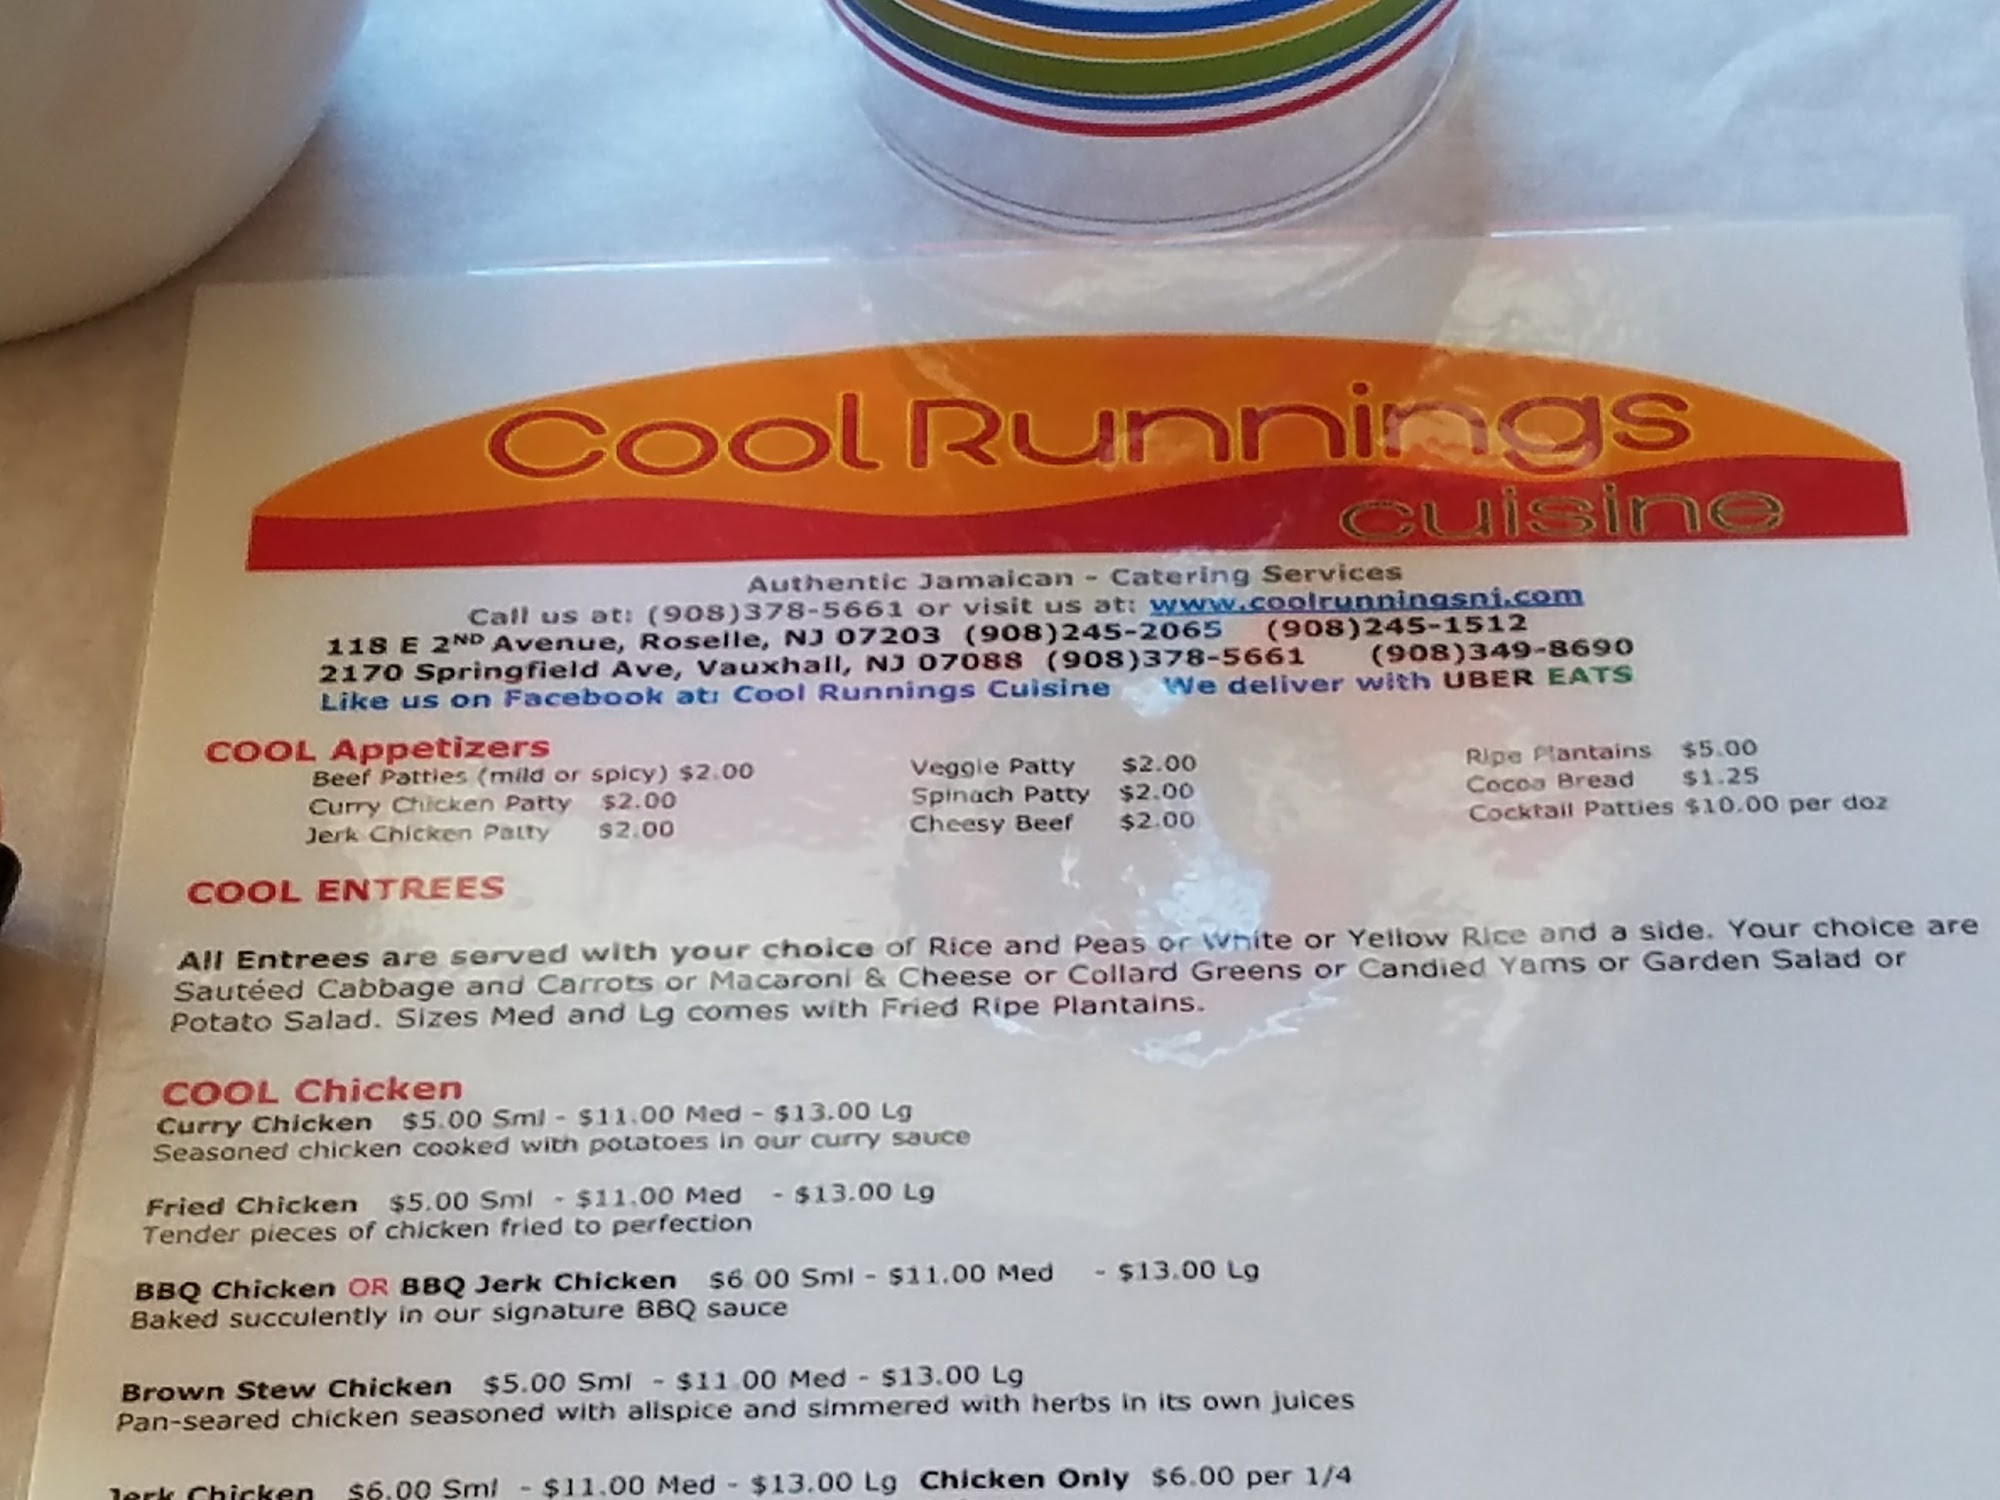 Cool Runnings
cuisine
Authentic Jamaican - Catering Services
Call us at: (908)378-5661 or visit us at: www.coolrunningsnj.com
118 E 2ND Avenue, Roselle, NJ 07203 (908)245-2065 (908)245-1512
2170 Springfield Ave, Vauxhall, NJ 07088 (908)378-5661 (908)349-8690
Like us on Facebook at: Cool Runnings Cuisine We deliver with UBER EATS
COOL Appetizers
Beef Patties (mild or spicy) $2.00 Veggie Patty $2.00 Ripe Plantains $5.00
Curry Chicken Patty $2.00 Spinach Patty $2.00 Cocoa Bread $1.25
Jerk Chicken Patty $2.00 Cheesy Beef $2.00 Cocktail Patties $10.00 per doz
COOL ENTREES
All Entrees are served with your choice of Rice and Peas or White or Yellow Rice and a side. Your choice are
Sautéed Cabbage and Carrots or Macaroni & Cheese or Collard Greens or Candied Yams or Garden Salad or
Potato Salad. Sizes Med and Lg comes with Fried Ripe Plantains.
COOL Chicken
Curry Chicken $5.00 Sml - $11.00 Med - $13.00 Lg
Seasoned chicken cooked with potatoes in our curry sauce
Fried Chicken $5.00 Sml - $11.00 Med - $13.00 Lg
Tender pieces of chicken fried to perfection
BBQ Chicken OR BBQ Jerk Chicken $6.00 Sml - $11.00 Med - $13.00 Lg
Baked succulently in our signature BBQ sauce
Brown Stew Chicken $5.00 Sml - $11.00 Med - $13.00 Lg
Pan-seared chicken seasoned with allspice and simmered with herbs in its own juices
Jerk Chicken $6.00 Sml - $11.00 Med - $13.00 Lg Chicken Only $6.00 per 1/4